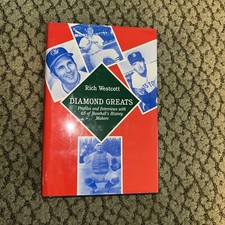 Rich Westcott
DIAMOND GREATS
Profiles and Interviews with
65 of Baseball's History
Makers